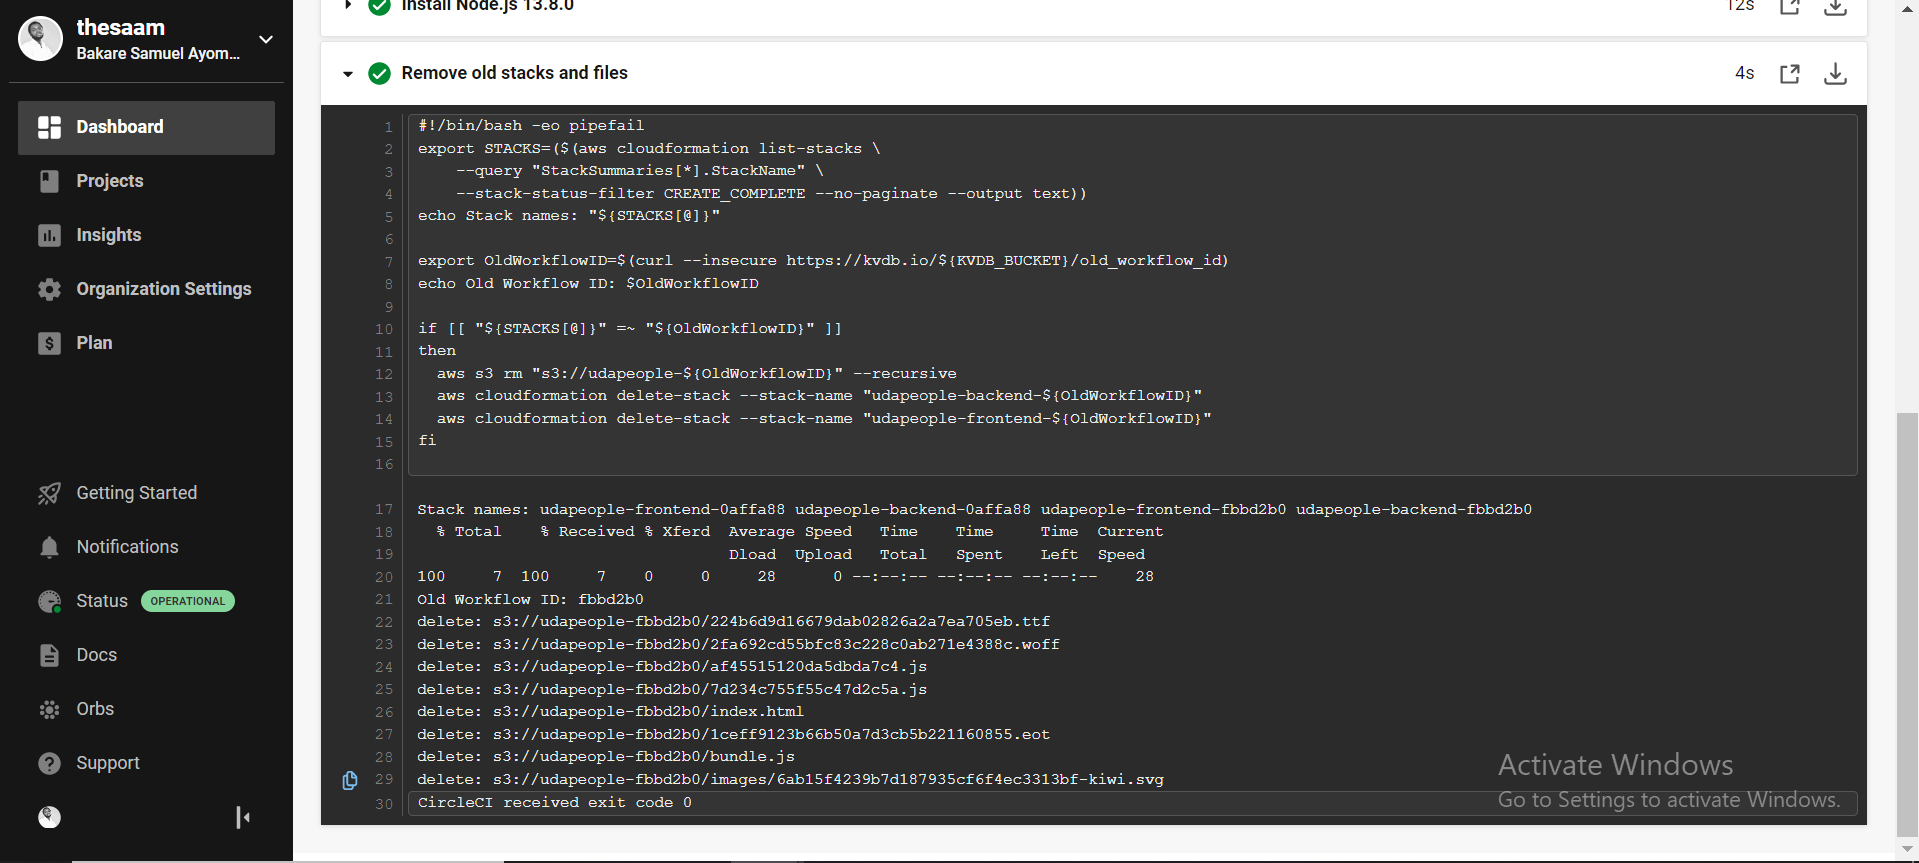 thesaam
Bakare Samuel Ayom...
Dashboard
Projects
Insights
Organization Settings
Plan
Getting Started
Notifications
Status OPERATIONAL
Docs
Orbs
Support
Install Node.js 13.8.0 12s
Remove old stacks and files 4s
1 #!/bin/bash -eo pipefail
2 export STACKS=($(aws cloudformation list-stacks \
3 --query "StackSummaries[*].StackName" \
4 --stack-status-filter CREATE_COMPLETE --no-paginate --output text))
5 echo Stack names: "${STACKS[@]}"
6
7 export OldWorkflowID=$(curl --insecure https://kvdb.io/${KVDB_BUCKET}/old_workflow_id)
8 echo Old Workflow ID: $OldWorkflowID
9
10 if [[ "${STACKS[@]}" =~ "${OldWorkflowID}" ]]
11 then
12 aws s3 rm "s3://udapeople-${OldWorkflowID}" --recursive
13 aws cloudformation delete-stack --stack-name "udapeople-backend-${OldWorkflowID}"
14 aws cloudformation delete-stack --stack-name "udapeople-frontend-${OldWorkflowID}"
15 fi
16
17 Stack names: udapeople-frontend-0affa88 udapeople-backend-0affa88 udapeople-frontend-fbbd2b0 udapeople-backend-fbbd2b0
18 % Total % Received % Xferd Average Speed Time Time Time Current
19 Dload Upload Total Spent Left Speed
20 100 7 100 7 0 0 28 0 --:--:-- --:--:-- --:--:-- 28
21 Old Workflow ID: fbbd2b0
22 delete: s3://udapeople-fbbd2b0/224b6d9d16679dab02826a2a7ea705eb.ttf
23 delete: s3://udapeople-fbbd2b0/2fa692cd55bfc83c228c0ab271e4388c.woff
24 delete: s3://udapeople-fbbd2b0/af45515120da5dbda7c4.js
25 delete: s3://udapeople-fbbd2b0/7d234c755f55c47d2c5a.js
26 delete: s3://udapeople-fbbd2b0/index.html
27 delete: s3://udapeople-fbbd2b0/1ceff9123b66b50a7d3cb5b221160855.eot
28 delete: s3://udapeople-fbbd2b0/bundle.js
29 delete: s3://udapeople-fbbd2b0/images/6ab15f4239b7d187935cf6f4ec3313bf-kiwi.svg
30 CircleCI received exit code 0
Activate Windows
Go to Settings to activate Windows.